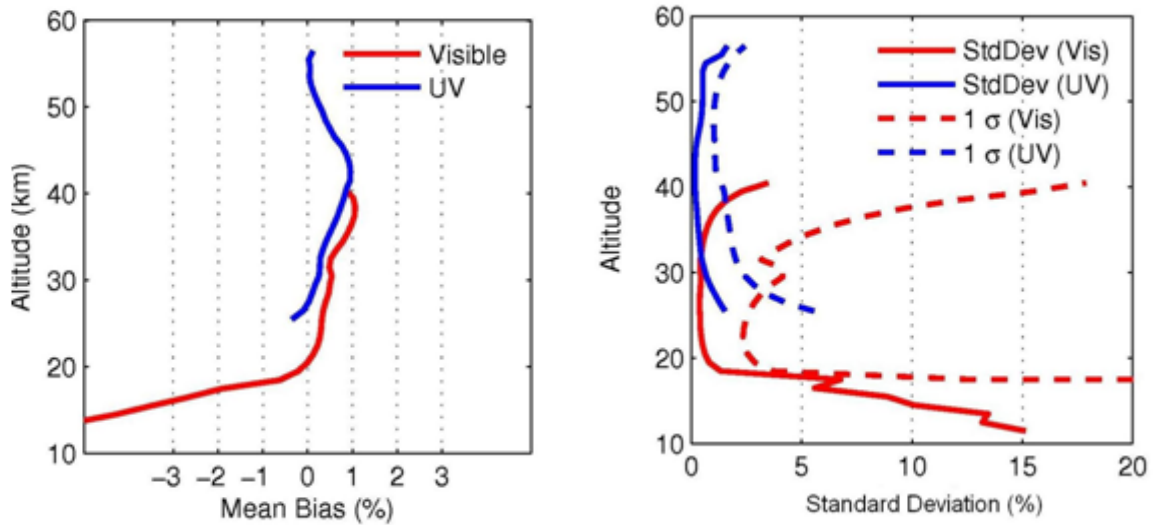 60
50
40
30
20
10
Altitude (km)
Visible
UV
−3 −2 −1 0 1 2 3
Mean Bias (%)
60
50
40
30
20
10
Altitude
StdDev (Vis)
StdDev (UV)
1 σ (Vis)
1 σ (UV)
0 5 10 15 20
Standard Deviation (%)